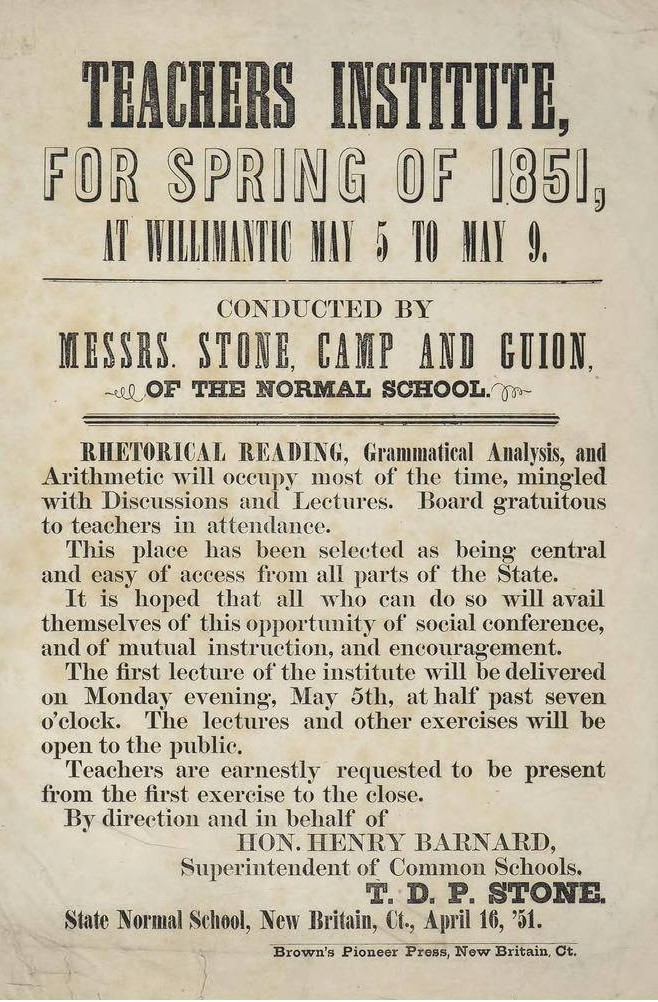 TEACHERS INSTITUTE,
FOR SPRING OF 1851,
AT WILLIMANTIC MAY 5 TO MAY 9.
CONDUCTED BY
MESSRS. STONE, CAMP AND GUION,
OF THE NORMAL SCHOOL.
RHETORICAL READING, Grammatical Analysis, and
Arithmetic will occupy most of the time, mingled
with Discussions and Lectures. Board gratuitous
to teachers in attendance.
This place has been selected as being central
and easy of access from all parts of the State.
It is hoped that all who can do so will avail
themselves of this opportunity of social conference,
and of mutual instruction, and encouragement.
The first lecture of the institute will be delivered
on Monday evening, May 5th, at half past seven
o'clock. The lectures and other exercises will be
open to the public.
Teachers are earnestly requested to be present
from the first exercise to the close.
By direction and in behalf of
HON. HENRY BARNARD,
Superintendent of Common Schools.
T. D. P. STONE.
State Normal School, New Britain, Ct., April 16, '51.
Brown's Pioneer Press, New Britain, Ct.